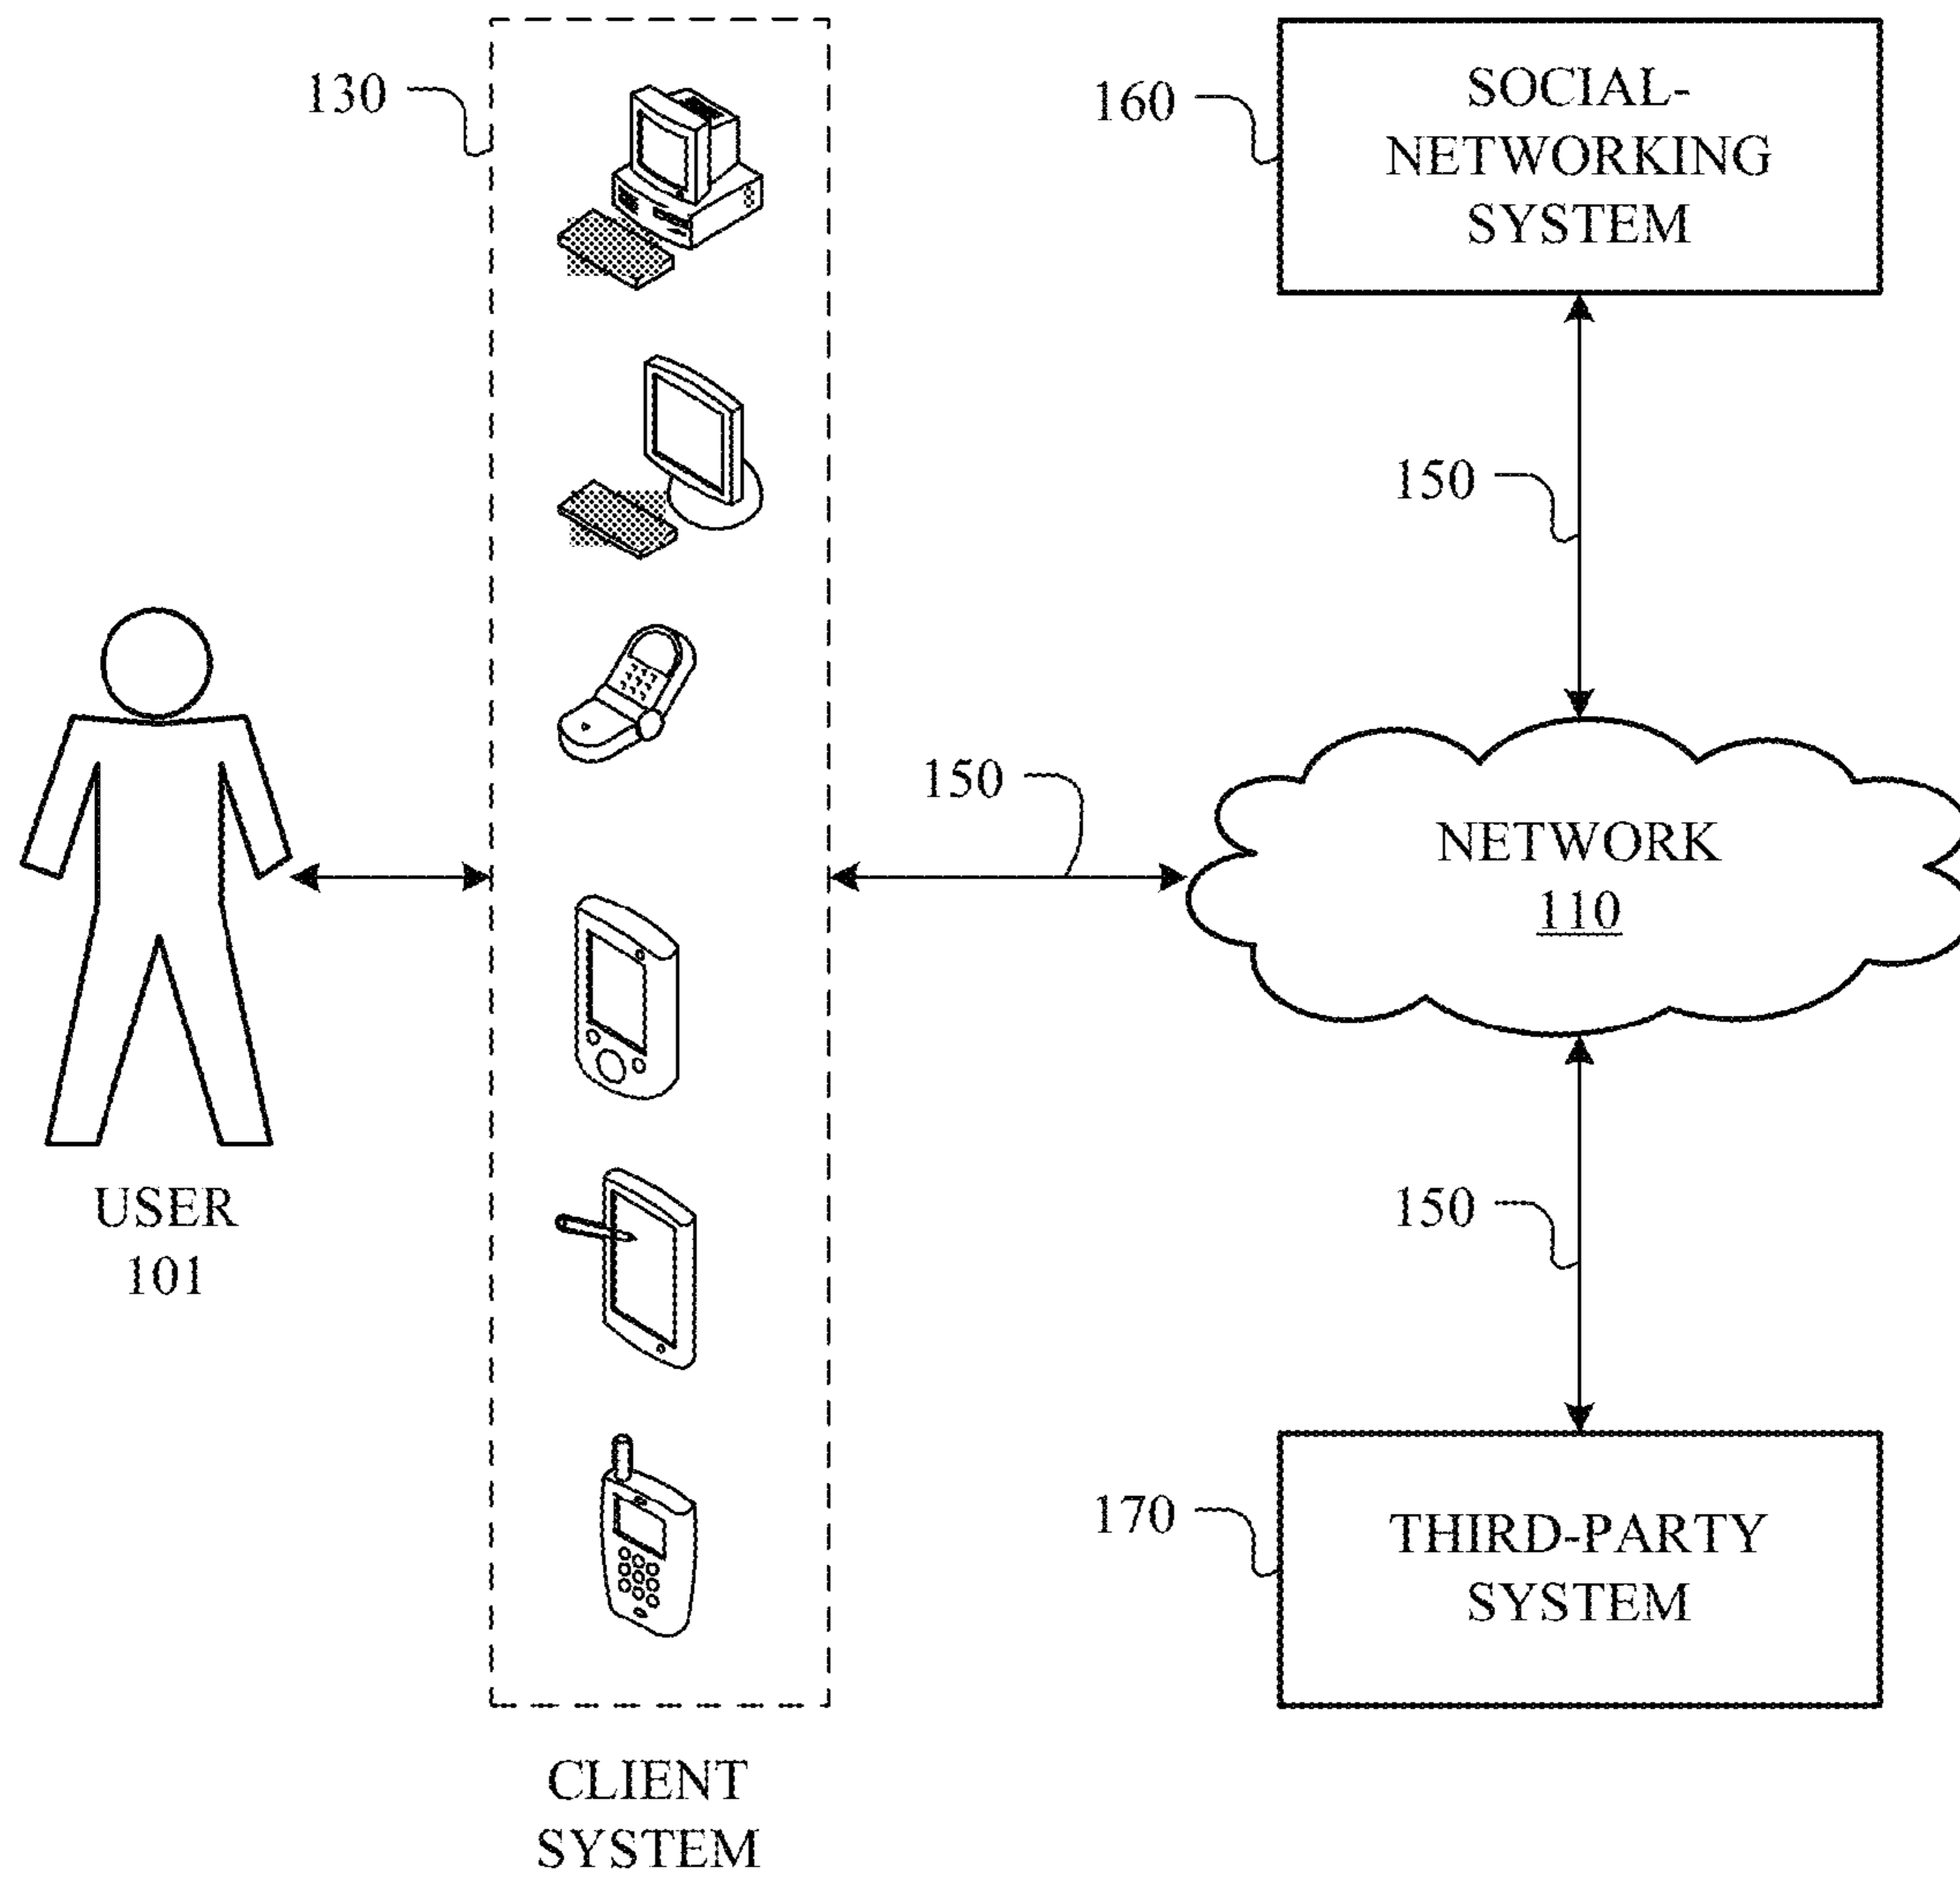 130
160
SOCIAL-
NETWORKING
SYSTEM
150
150
NETWORK
110
USER
101
150
170
THIRD-PARTY
SYSTEM
CLIENT
SYSTEM